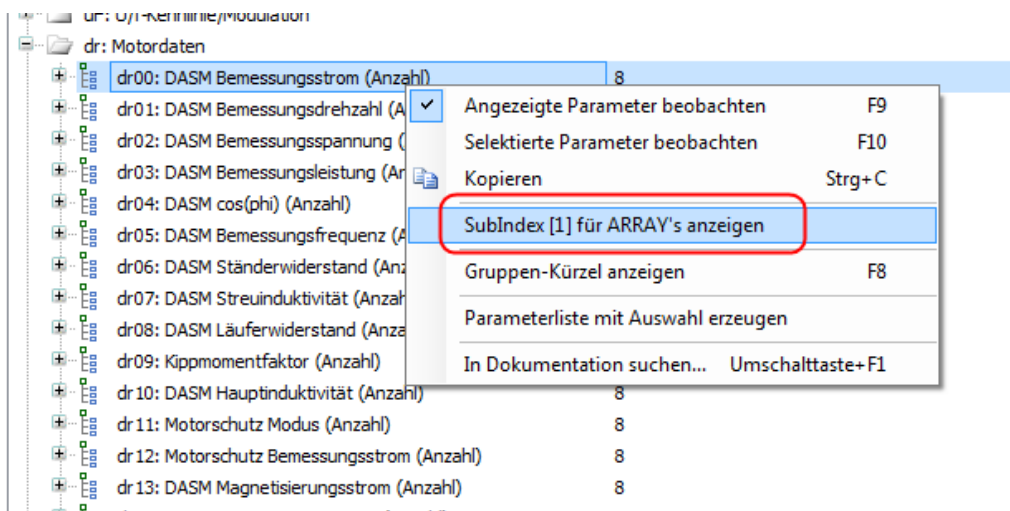 uF: U/f-Kennlinie/Modulation
dr: Motordaten
dr00: DASM Bemessungsstrom (Anzahl) 8
dr01: DASM Bemessungsdrehzahl (A
dr02: DASM Bemessungsspannung (
dr03: DASM Bemessungsleistung (An
dr04: DASM cos(phi) (Anzahl)
dr05: DASM Bemessungsfrequenz (A
dr06: DASM Ständerwiderstand (Anz
dr07: DASM Streuinduktivität (Anzah
dr08: DASM Läuferwiderstand (Anza
dr09: Kippmomentfaktor (Anzahl)
dr10: DASM Hauptinduktivität (Anzahl) 8
dr11: Motorschutz Modus (Anzahl) 8
dr12: Motorschutz Bemessungsstrom (Anzahl) 8
dr13: DASM Magnetisierungsstrom (Anzahl) 8
Angezeigte Parameter beobachten F9
Selektierte Parameter beobachten F10
Kopieren Strg+C
SubIndex [1] für ARRAY's anzeigen
Gruppen-Kürzel anzeigen F8
Parameterliste mit Auswahl erzeugen
In Dokumentation suchen... Umschalttaste+F1